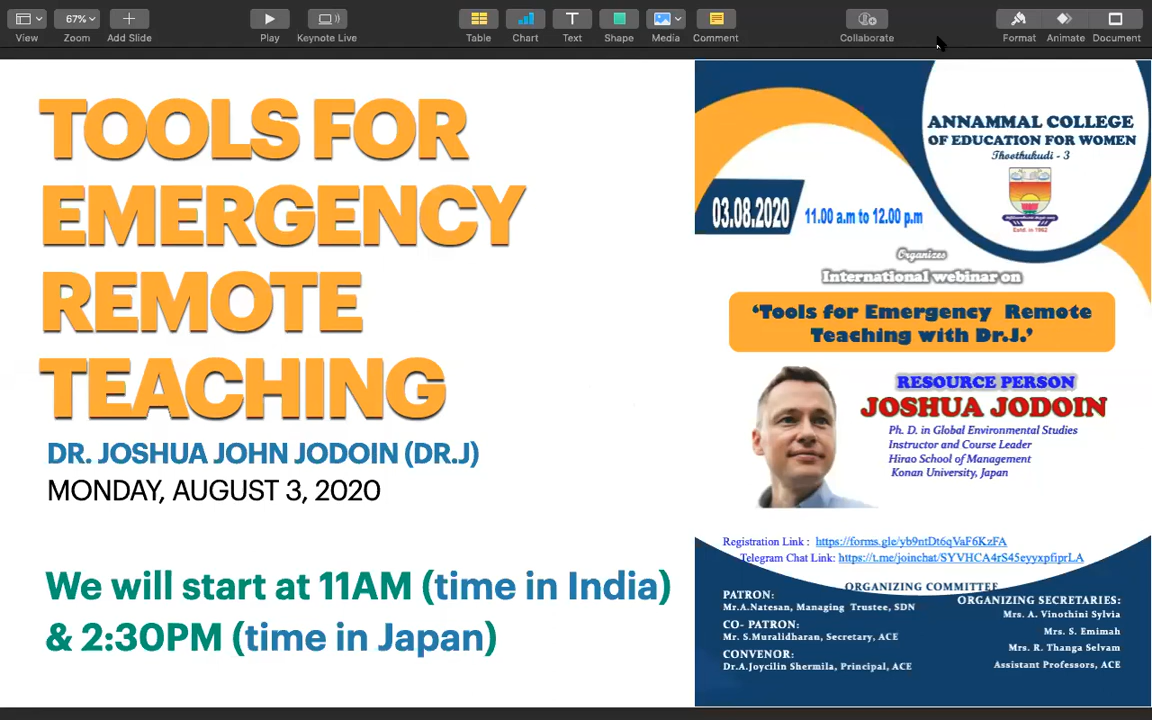 67%
View
Zoom
Add Slide
Play
Keynote Live
Table
Chart
Text
Shape
Media
Comment
Collaborate
Format
Animate
Document
TOOLS FOR
EMERGENCY
REMOTE
TEACHING
DR. JOSHUA JOHN JODOIN (DR.J)
MONDAY, AUGUST 3, 2020
We will start at 11AM (time in India)
& 2:30PM (time in Japan)
ANNAMMAL COLLEGE
OF EDUCATION FOR WOMEN
Thoothukudi - 3
Estd. in 1962
03.08.2020
11.00 a.m to 12.00 p.m
Organizes
International webinar on
‘Tools for Emergency Remote
Teaching with Dr.J.’
RESOURCE PERSON
JOSHUA JODOIN
Ph. D. in Global Environmental Studies
Instructor and Course Leader
Hirao School of Management
Konan University, Japan
Registration Link : https://forms.gle/yb9ntDt6qVaF6KzFA
Telegram Chat Link: https://t.me/joinchat/SYVHCA4rS45eyyxpfiprLA
ORGANIZING COMMITTEE
PATRON:
Mr.A.Natesan, Managing Trustee, SDN
CO- PATRON:
Mr. S.Muralidharan, Secretary, ACE
CONVENOR:
Dr.A.Joycilin Shermila, Principal, ACE
ORGANIZING SECRETARIES:
Mrs. A. Vinothini Sylvia
Mrs. S. Emimah
Mrs. R. Thanga Selvam
Assistant Professors, ACE